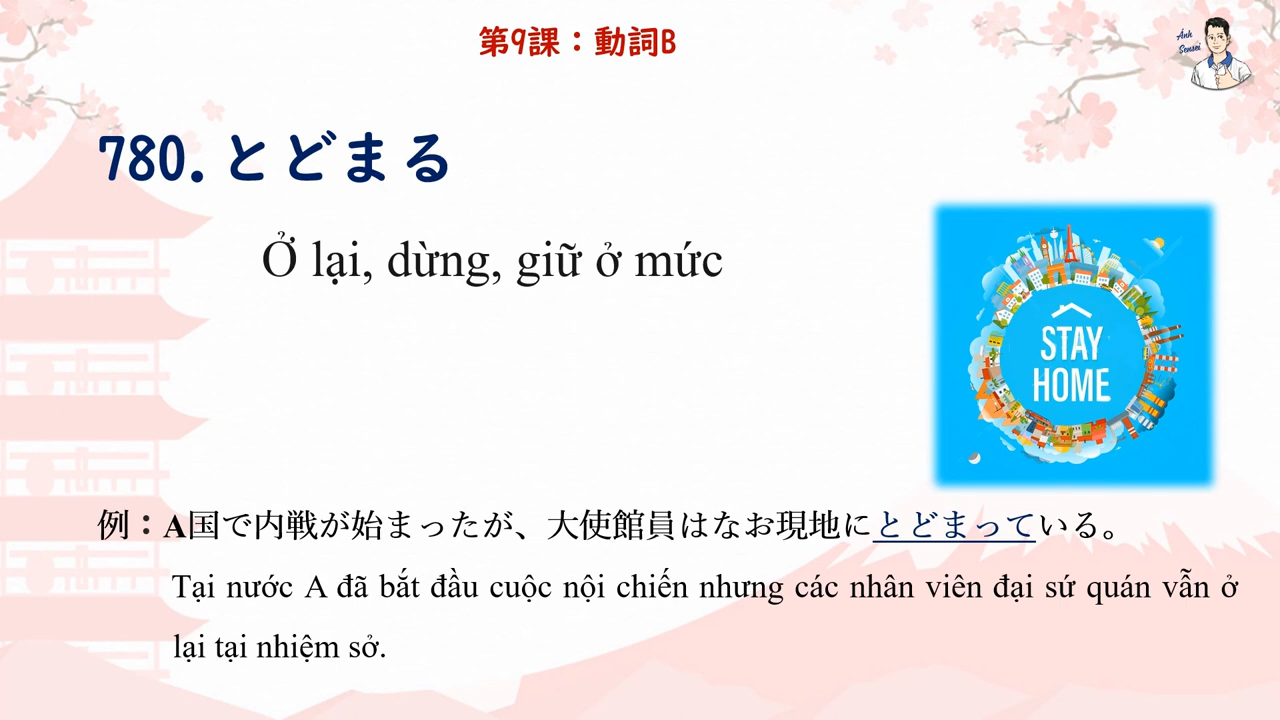 第9課：動詞B
Anh
Sensei
780.とどまる
Ở lại, dừng, giữ ở mức
STAY
HOME
例：A国で内戦が始まったが、大使館員はなお現地にとどまっている。
Tại nước A đã bắt đầu cuộc nội chiến nhưng các nhân viên đại sứ quán vẫn ở
lại tại nhiệm sở.